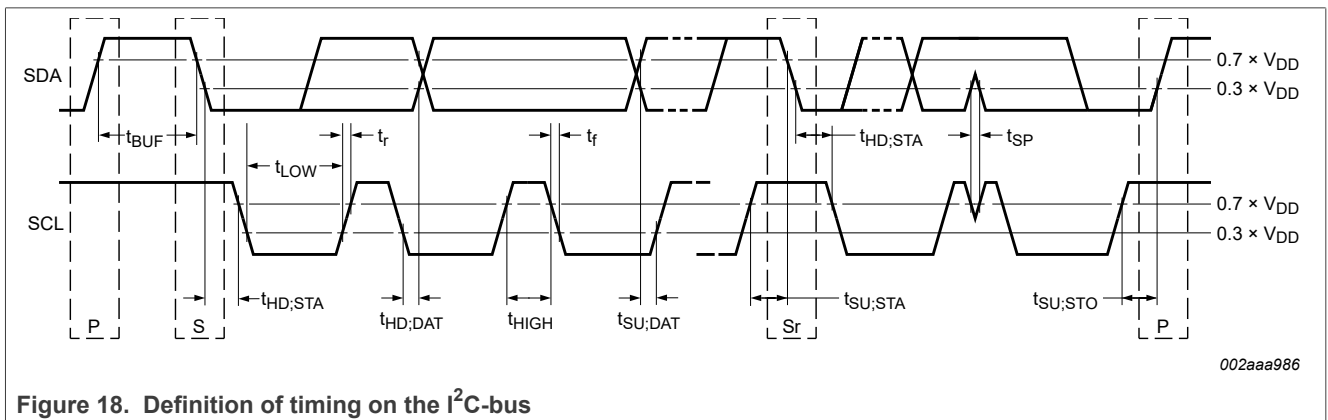 SDA
0.7 × VDD
0.3 × VDD
tBUF
tr
tf
tHD;STA
tSP
tLOW
SCL
0.7 × VDD
0.3 × VDD
tHD;STA
tHD;DAT
tHIGH
tSU;DAT
tSU;STA
tSU;STO
P
S
Sr
P
002aaa986
Figure 18. Definition of timing on the I²C-bus